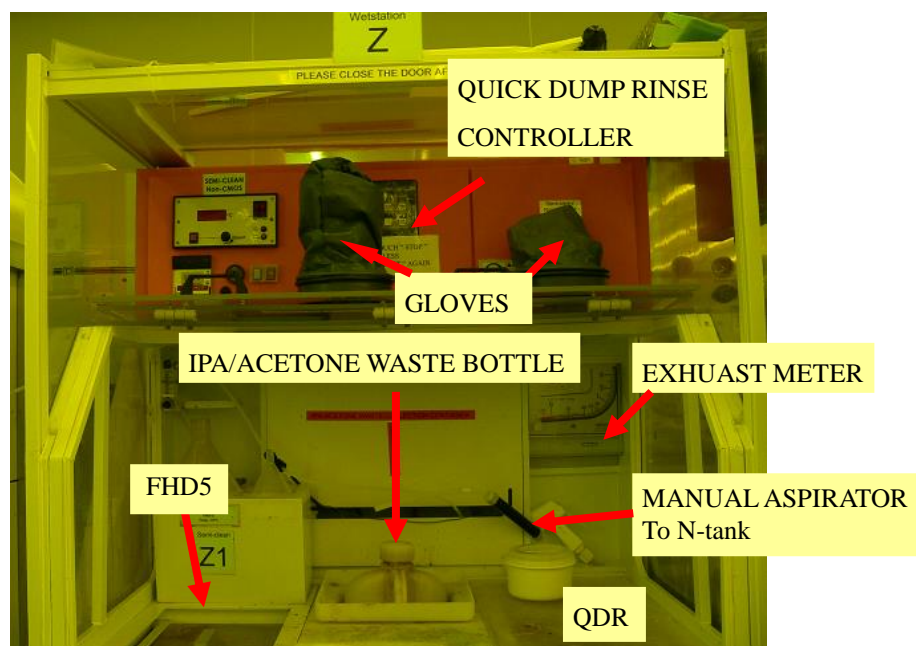 Wetstation
Z
PLEASE CLOSE THE DOOR
QUICK DUMP RINSE
CONTROLLER
SEMI-CLEAN
Non-CMOS
GLOVES
IPA/ACETONE WASTE BOTTLE
EXHUAST METER
FHD5
MANUAL ASPIRATOR
To N-tank
Semi-clean
Z1
QDR